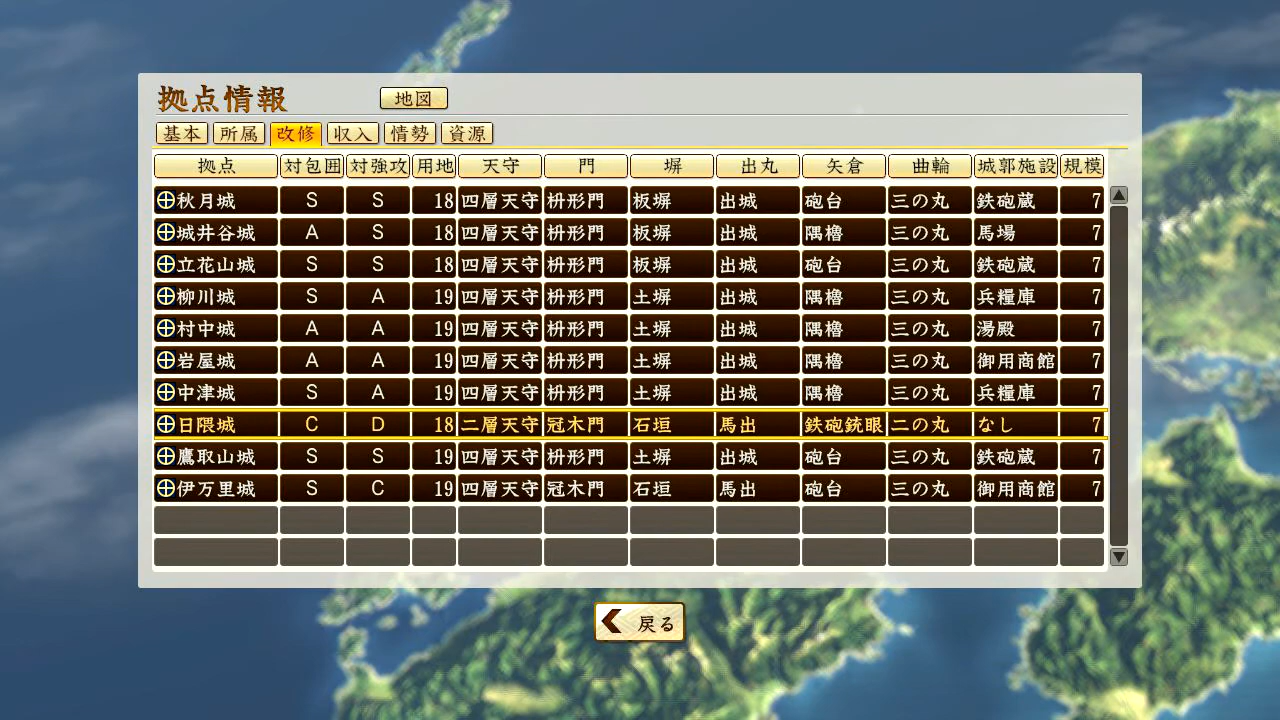 拠点情報 地図
基本 所属 改修 収入 情勢 資源
拠点 対包囲 対強攻 用地 天守 門 塀 出丸 矢倉 曲輪 城郭施設 規模
秋月城 S S 18 四層天守 枡形門 板塀 出城 砲台 三の丸 鉄砲蔵 7
城井谷城 A S 18 四層天守 枡形門 板塀 出城 隅櫓 三の丸 馬場 7
立花山城 S S 18 四層天守 枡形門 板塀 出城 砲台 三の丸 鉄砲蔵 7
柳川城 S A 19 四層天守 枡形門 土塀 出城 隅櫓 三の丸 兵糧庫 7
村中城 A A 19 四層天守 枡形門 土塀 出城 隅櫓 三の丸 湯殿 7
岩屋城 A A 19 四層天守 枡形門 土塀 出城 隅櫓 三の丸 御用商館 7
中津城 S A 19 四層天守 枡形門 土塀 出城 隅櫓 三の丸 兵糧庫 7
日隈城 C D 18 二層天守 冠木門 石垣 馬出 鉄砲銃眼 二の丸 なし 7
鷹取山城 S S 19 四層天守 枡形門 土塀 出城 砲台 三の丸 鉄砲蔵 7
伊万里城 S C 19 四層天守 冠木門 石垣 馬出 砲台 三の丸 御用商館 7
戻る